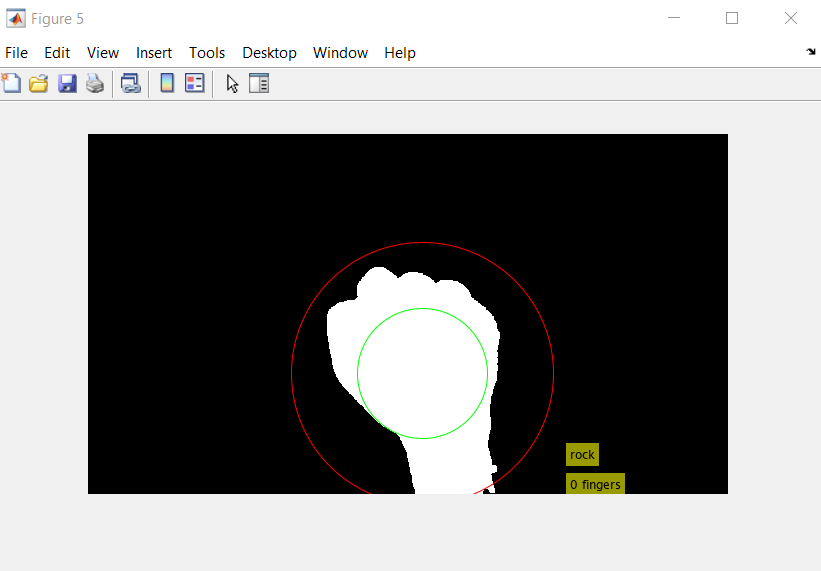 Figure 5
File Edit View Insert Tools Desktop Window Help
rock
0 fingers